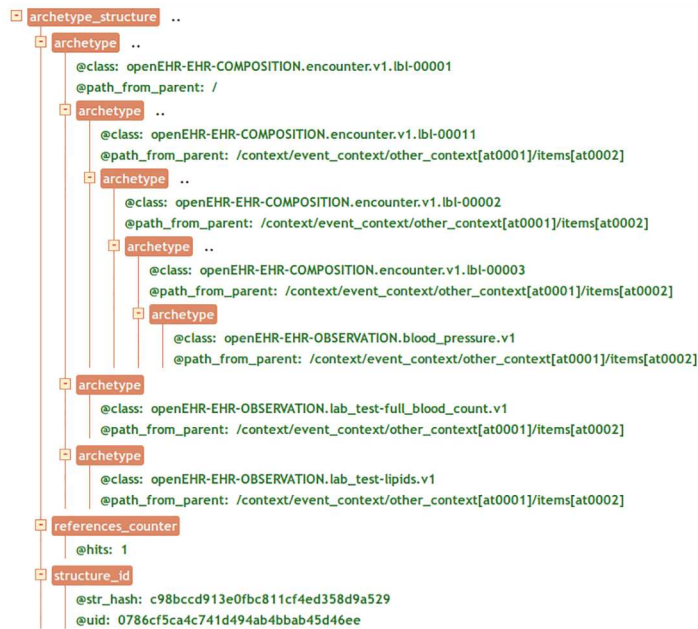 archetype_structure ..
archetype ..
@class: openEHR-EHR-COMPOSITION.encounter.v1.lbl-00001
@path_from_parent: /
archetype ..
@class: openEHR-EHR-COMPOSITION.encounter.v1.lbl-00011
@path_from_parent: /context/event_context/other_context[at0001]/items[at0002]
archetype ..
@class: openEHR-EHR-COMPOSITION.encounter.v1.lbl-00002
@path_from_parent: /context/event_context/other_context[at0001]/items[at0002]
archetype ..
@class: openEHR-EHR-COMPOSITION.encounter.v1.lbl-00003
@path_from_parent: /context/event_context/other_context[at0001]/items[at0002]
archetype
@class: openEHR-EHR-OBSERVATION.blood_pressure.v1
@path_from_parent: /context/event_context/other_context[at0001]/items[at0002]
archetype
@class: openEHR-EHR-OBSERVATION.lab_test-full_blood_count.v1
@path_from_parent: /context/event_context/other_context[at0001]/items[at0002]
archetype
@class: openEHR-EHR-OBSERVATION.lab_test-lipids.v1
@path_from_parent: /context/event_context/other_context[at0001]/items[at0002]
references_counter
@hits: 1
structure_id
@str_hash: c98bccd913e0fbc811cf4ed358d9a529
@uid: 0786cf5ca4c741d494ab4bbab45d46ee